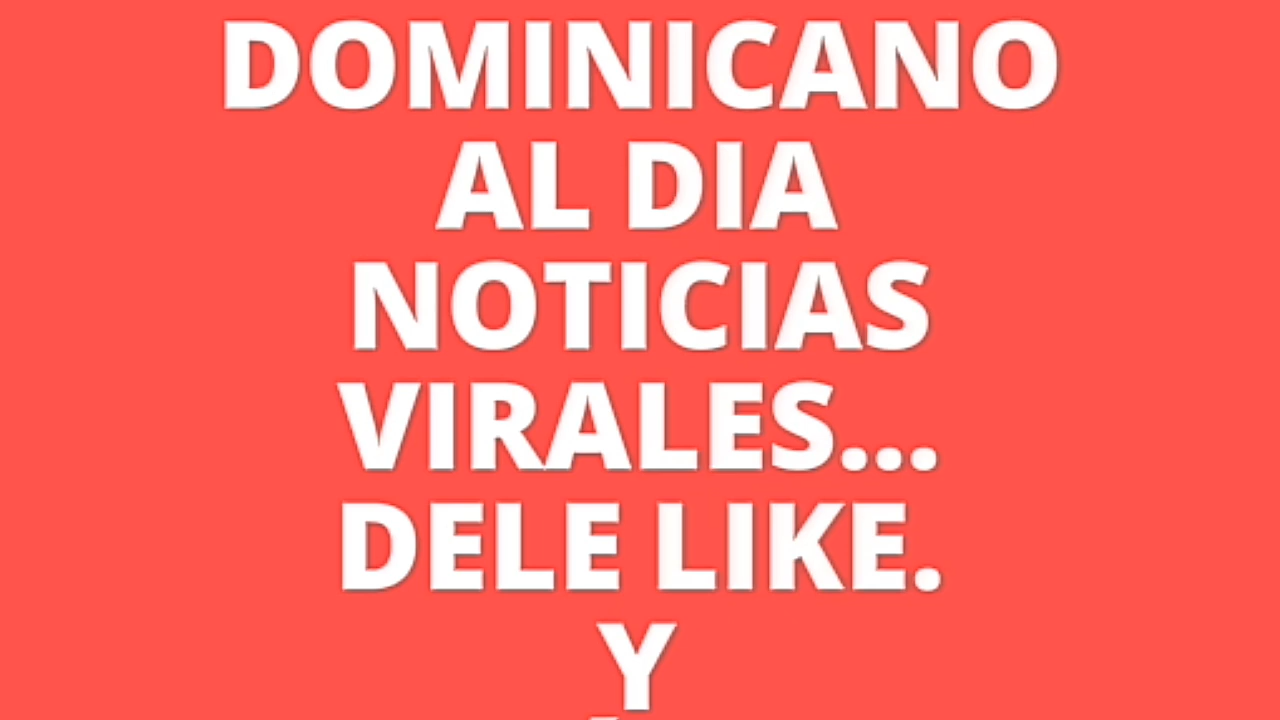 DOMINICANO
AL DIA
NOTICIAS
VIRALES...
DELE LIKE.
Y